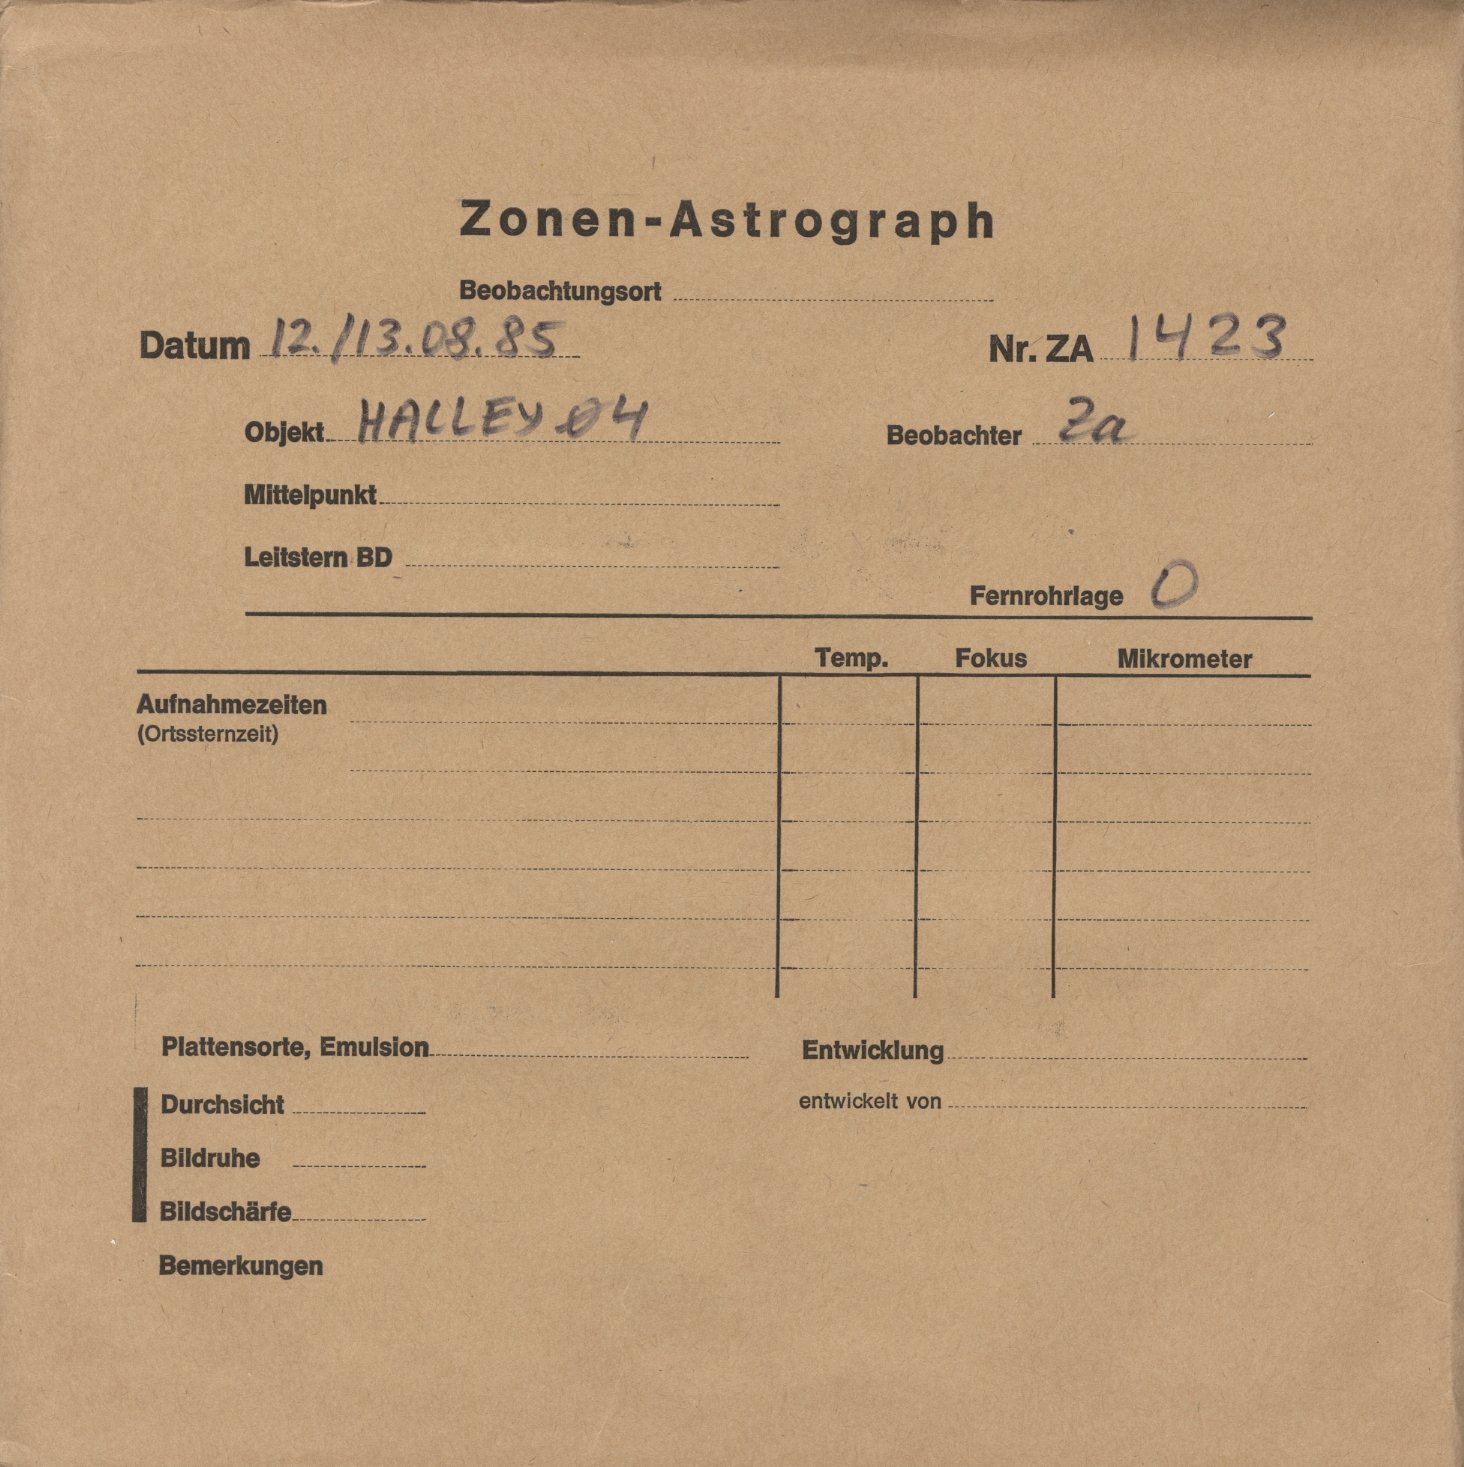 Zonen-Astrograph
Beobachtungsort
Datum 12./13.08.85 Nr. ZA 1423
Objekt HALLEY 04 Beobachter Za
Mittelpunkt
Leitstern BD
Fernrohrlage O
Temp. Fokus Mikrometer
Aufnahmezeiten
(Ortssternzeit)
Plattensorte, Emulsion Entwicklung
Durchsicht entwickelt von
Bildruhe
Bildschärfe
Bemerkungen